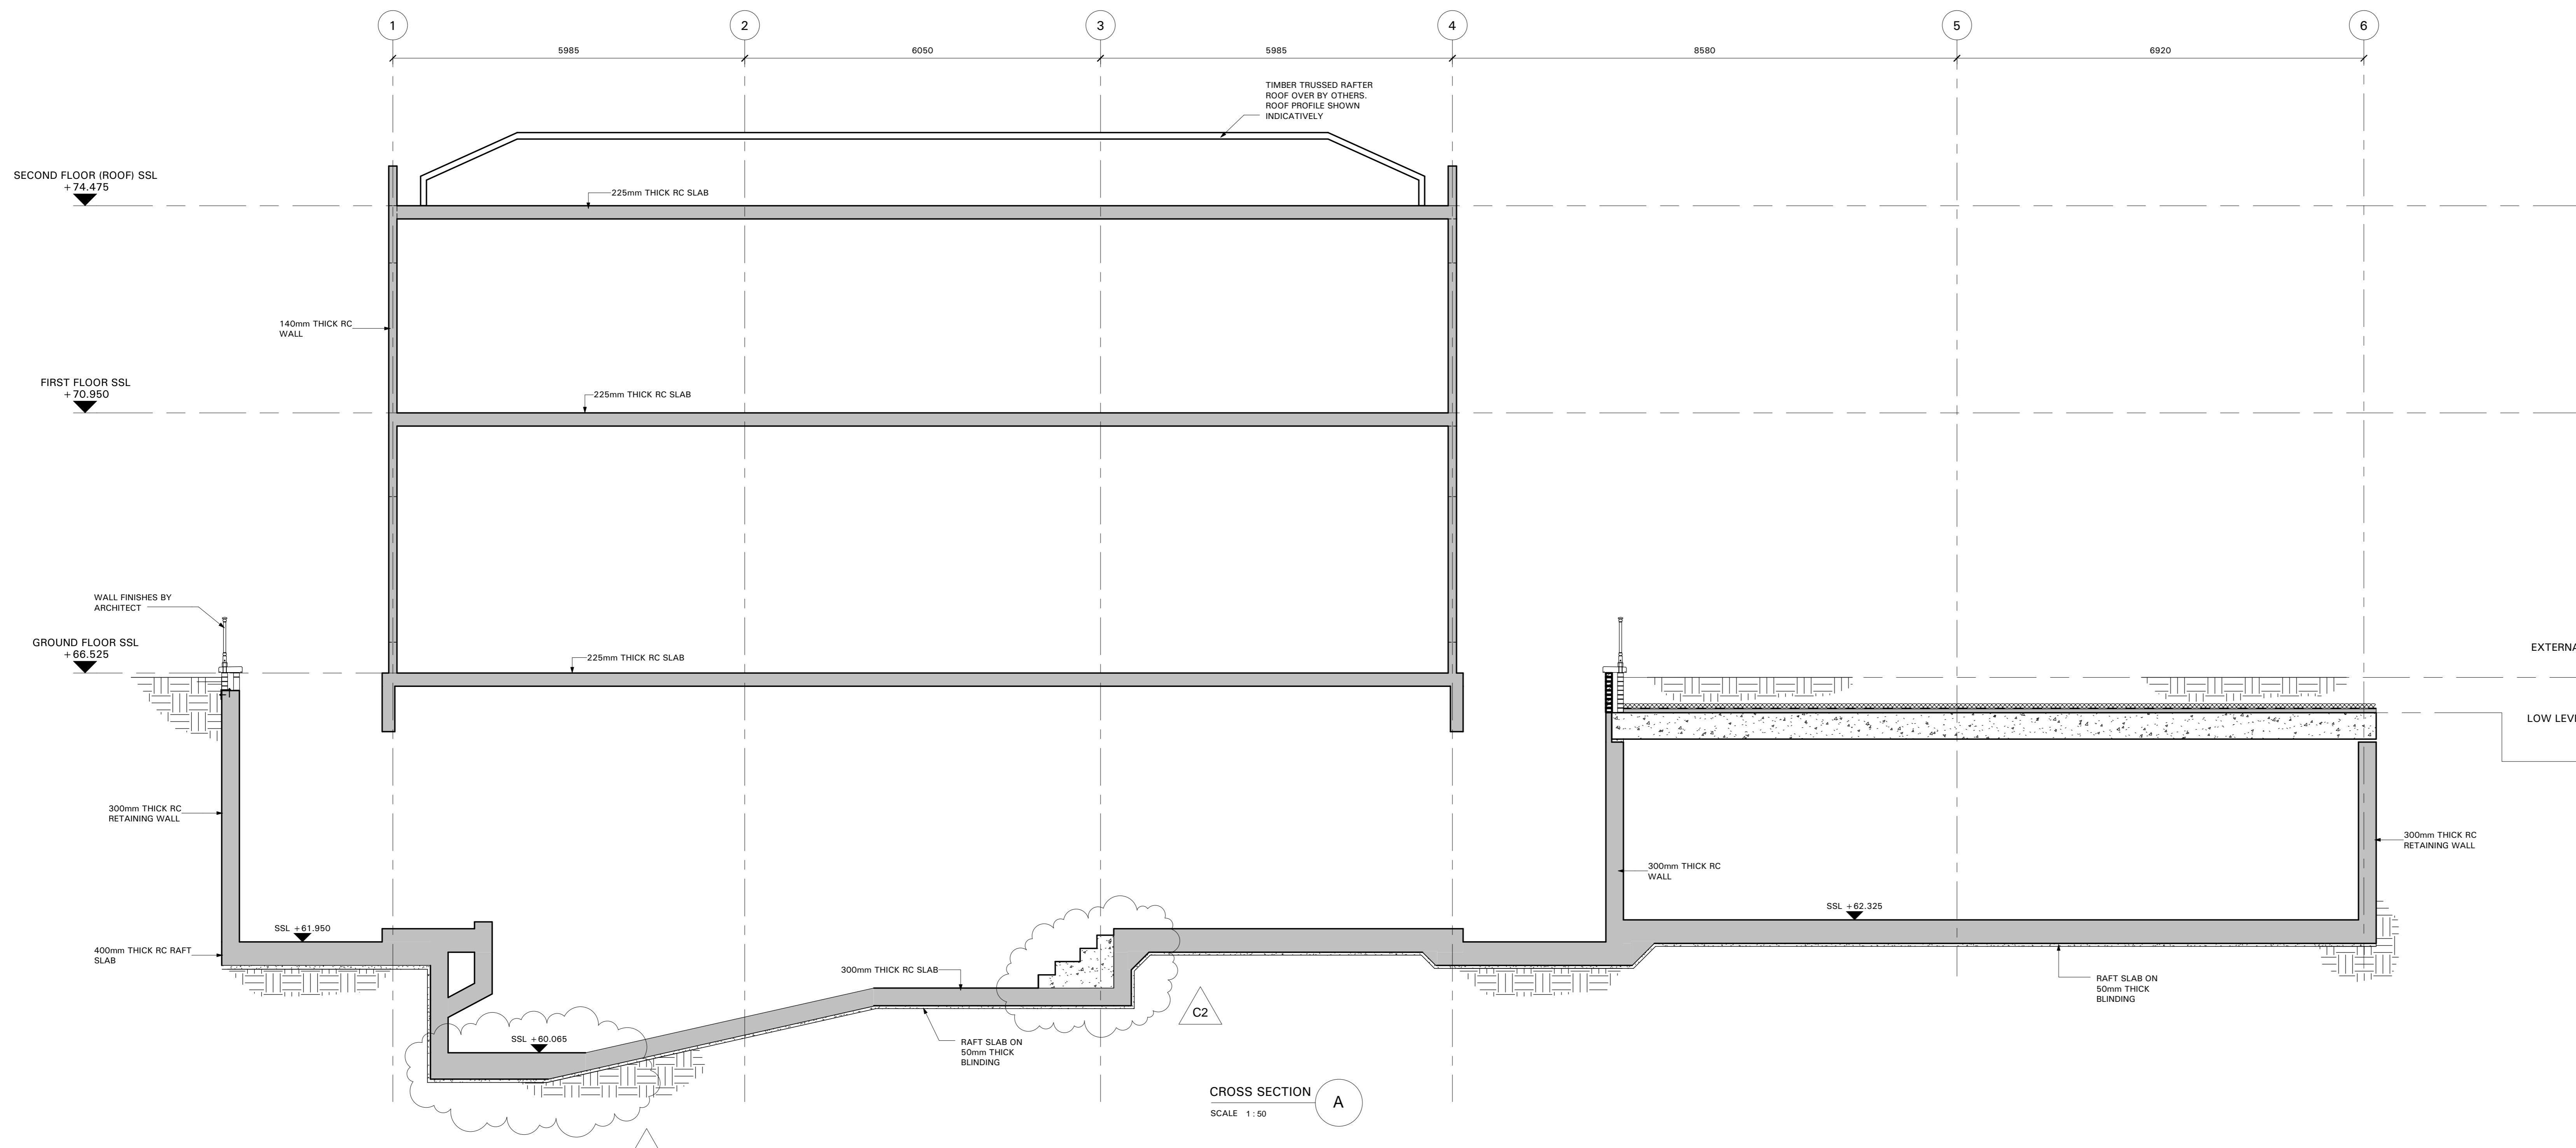 1
2
3
4
5
6
5985
6050
5985
8580
6920
TIMBER TRUSSED RAFTER
ROOF OVER BY OTHERS.
ROOF PROFILE SHOWN
INDICATIVELY
SECOND FLOOR (ROOF) SSL
+74.475
225mm THICK RC SLAB
140mm THICK RC
WALL
FIRST FLOOR SSL
+70.950
225mm THICK RC SLAB
WALL FINISHES BY
ARCHITECT
GROUND FLOOR SSL
+66.525
225mm THICK RC SLAB
EXTERNA
LOW LEVE
300mm THICK RC
RETAINING WALL
300mm THICK RC
RETAINING WALL
300mm THICK RC
WALL
SSL +62.325
SSL +61.950
400mm THICK RC RAFT
SLAB
300mm THICK RC SLAB
RAFT SLAB ON
50mm THICK
BLINDING
C2
SSL +60.065
RAFT SLAB ON
50mm THICK
BLINDING
CROSS SECTION
A
SCALE 1 : 50